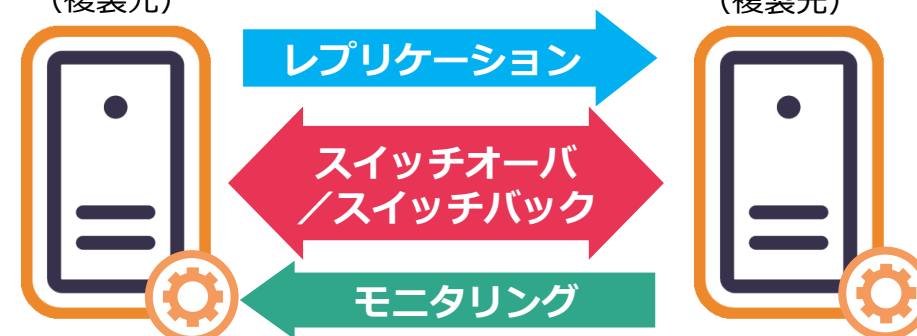 （複製元）
（複製先）
レプリケーション
スイッチオーバ
／スイッチバック
モニタリング